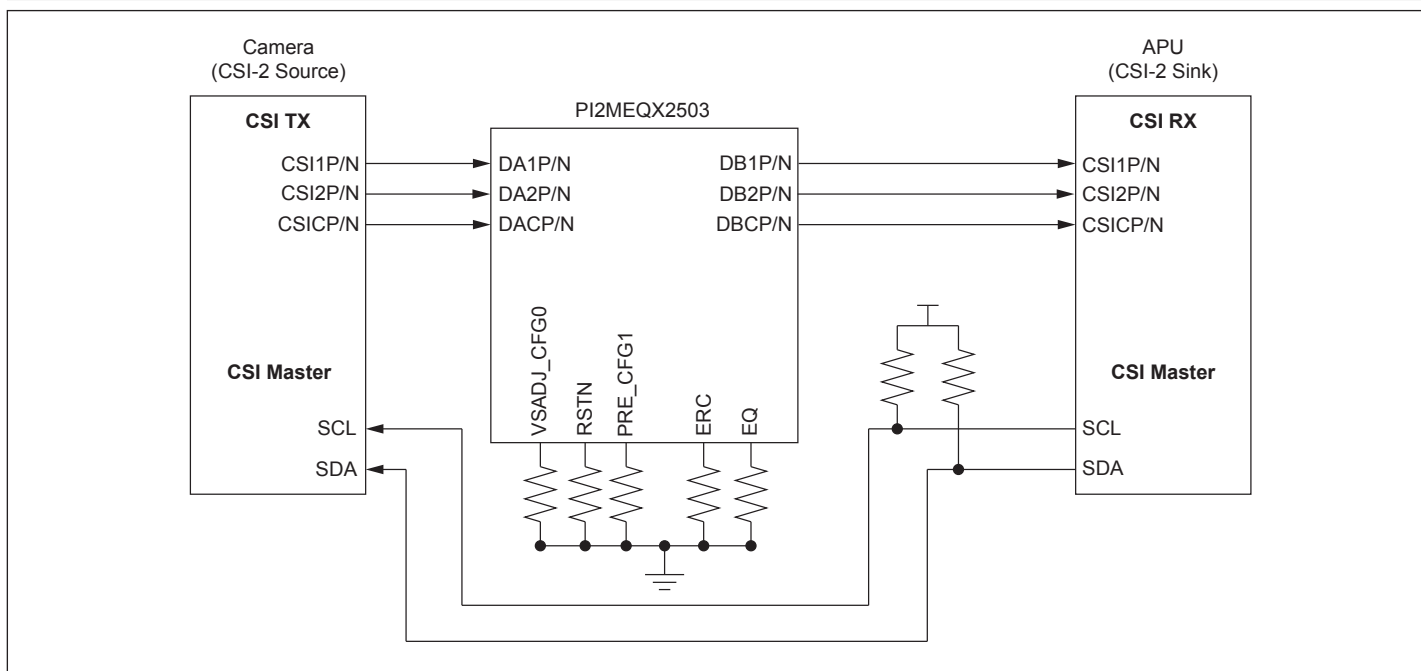 Camera
(CSI-2 Source)
CSI TX
CSI1P/N
CSI2P/N
CSICP/N
CSI Master
SCL
SDA
PI2MEQX2503
DA1P/N
DA2P/N
DACP/N
DB1P/N
DB2P/N
DBCP/N
VSADJ_CFG0
RSTN
PRE_CFG1
ERC
EQ
APU
(CSI-2 Sink)
CSI RX
CSI1P/N
CSI2P/N
CSICP/N
CSI Master
SCL
SDA